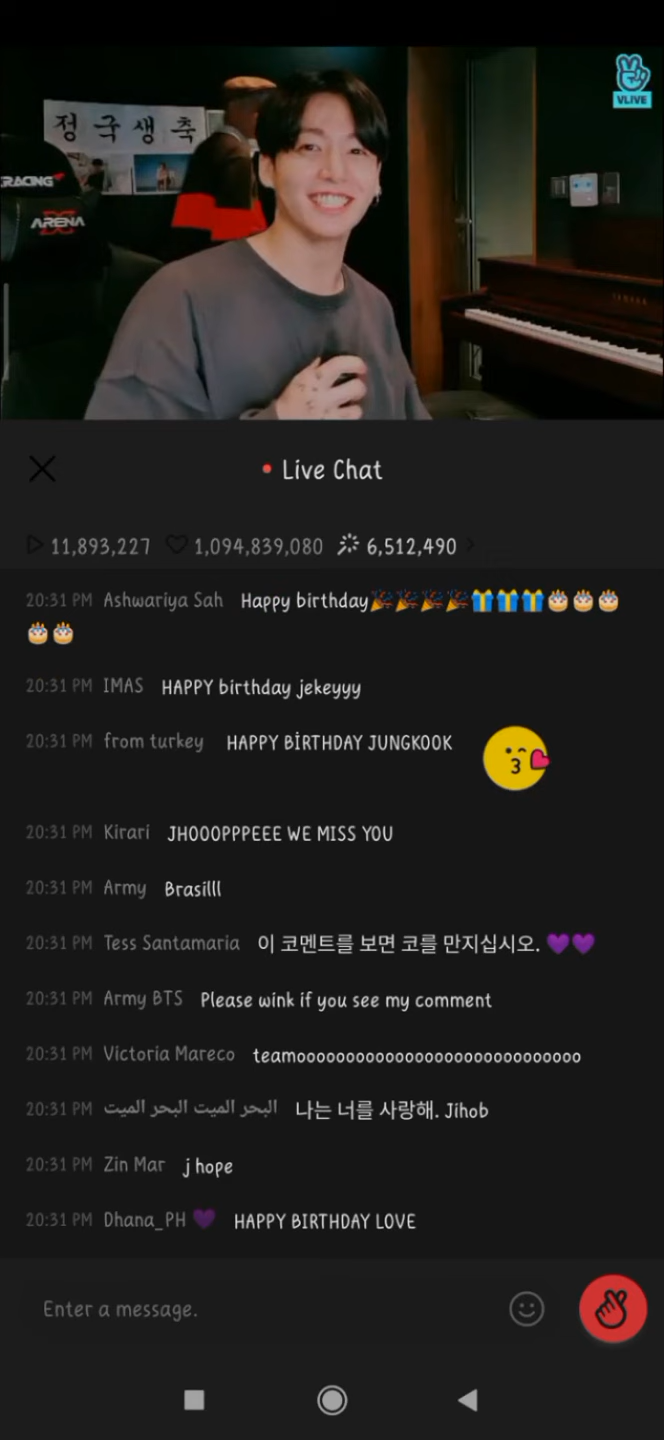 VLIVE
정국생축
RACING
ARENA
YAMAHA
Live Chat
11,893,227 1,094,839,080 6,512,490
20:31 PM Ashwariya Sah Happy birthday🎉🎉🎉🎉🎁🎁🎁🎂🎂🎂
🎂🎂
20:31 PM IMAS HAPPY birthday jekeyyy
20:31 PM from turkey HAPPY BİRTHDAY JUNGKOOK
20:31 PM Kirari JHOOOPPPEEE WE MISS YOU
20:31 PM Army Brasilll
20:31 PM Tess Santamaria 이 코멘트를 보면 코를 만지십시오. 💜💜
20:31 PM Army BTS Please wink if you see my comment
20:31 PM Victoria Mareco teamooooooooooooooooooooooooooooo
20:31 PM البحر الميت البحر الميت 나는 너를 사랑해. Jihob
20:31 PM Zin Mar j hope
20:31 PM Dhana_PH 💜 HAPPY BIRTHDAY LOVE
Enter a message.